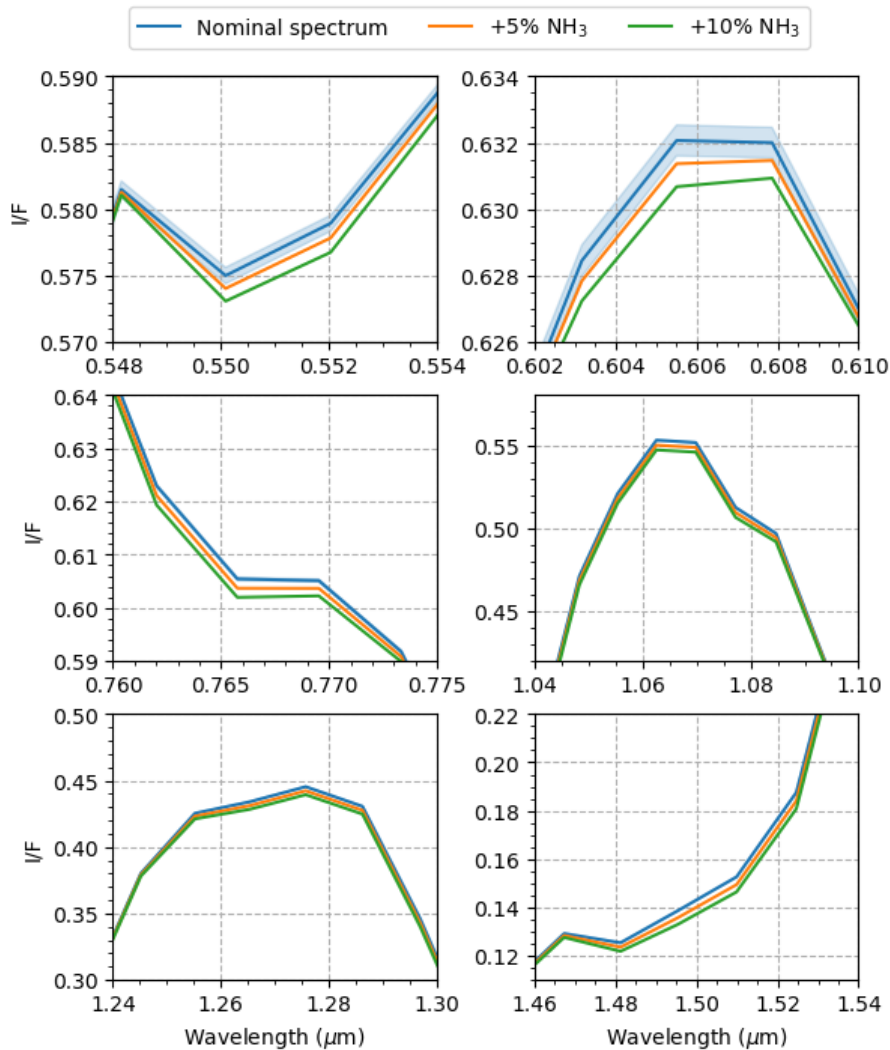 Nominal spectrum +5% NH₃ +10% NH₃
0.590 0.634
0.585 0.632
0.580 0.630
0.575 0.628
0.570 0.626
I/F
0.548 0.550 0.552 0.554 0.602 0.604 0.606 0.608 0.610
0.64
0.63 0.55
0.62
0.61 0.50
0.60 0.45
0.59
I/F
0.760 0.765 0.770 0.775 1.04 1.06 1.08 1.10
0.50 0.22
0.20
0.45 0.18
0.40 0.16
0.35 0.14
0.12
0.30
I/F
1.24 1.26 1.28 1.30 1.46 1.48 1.50 1.52 1.54
Wavelength (μm) Wavelength (μm)